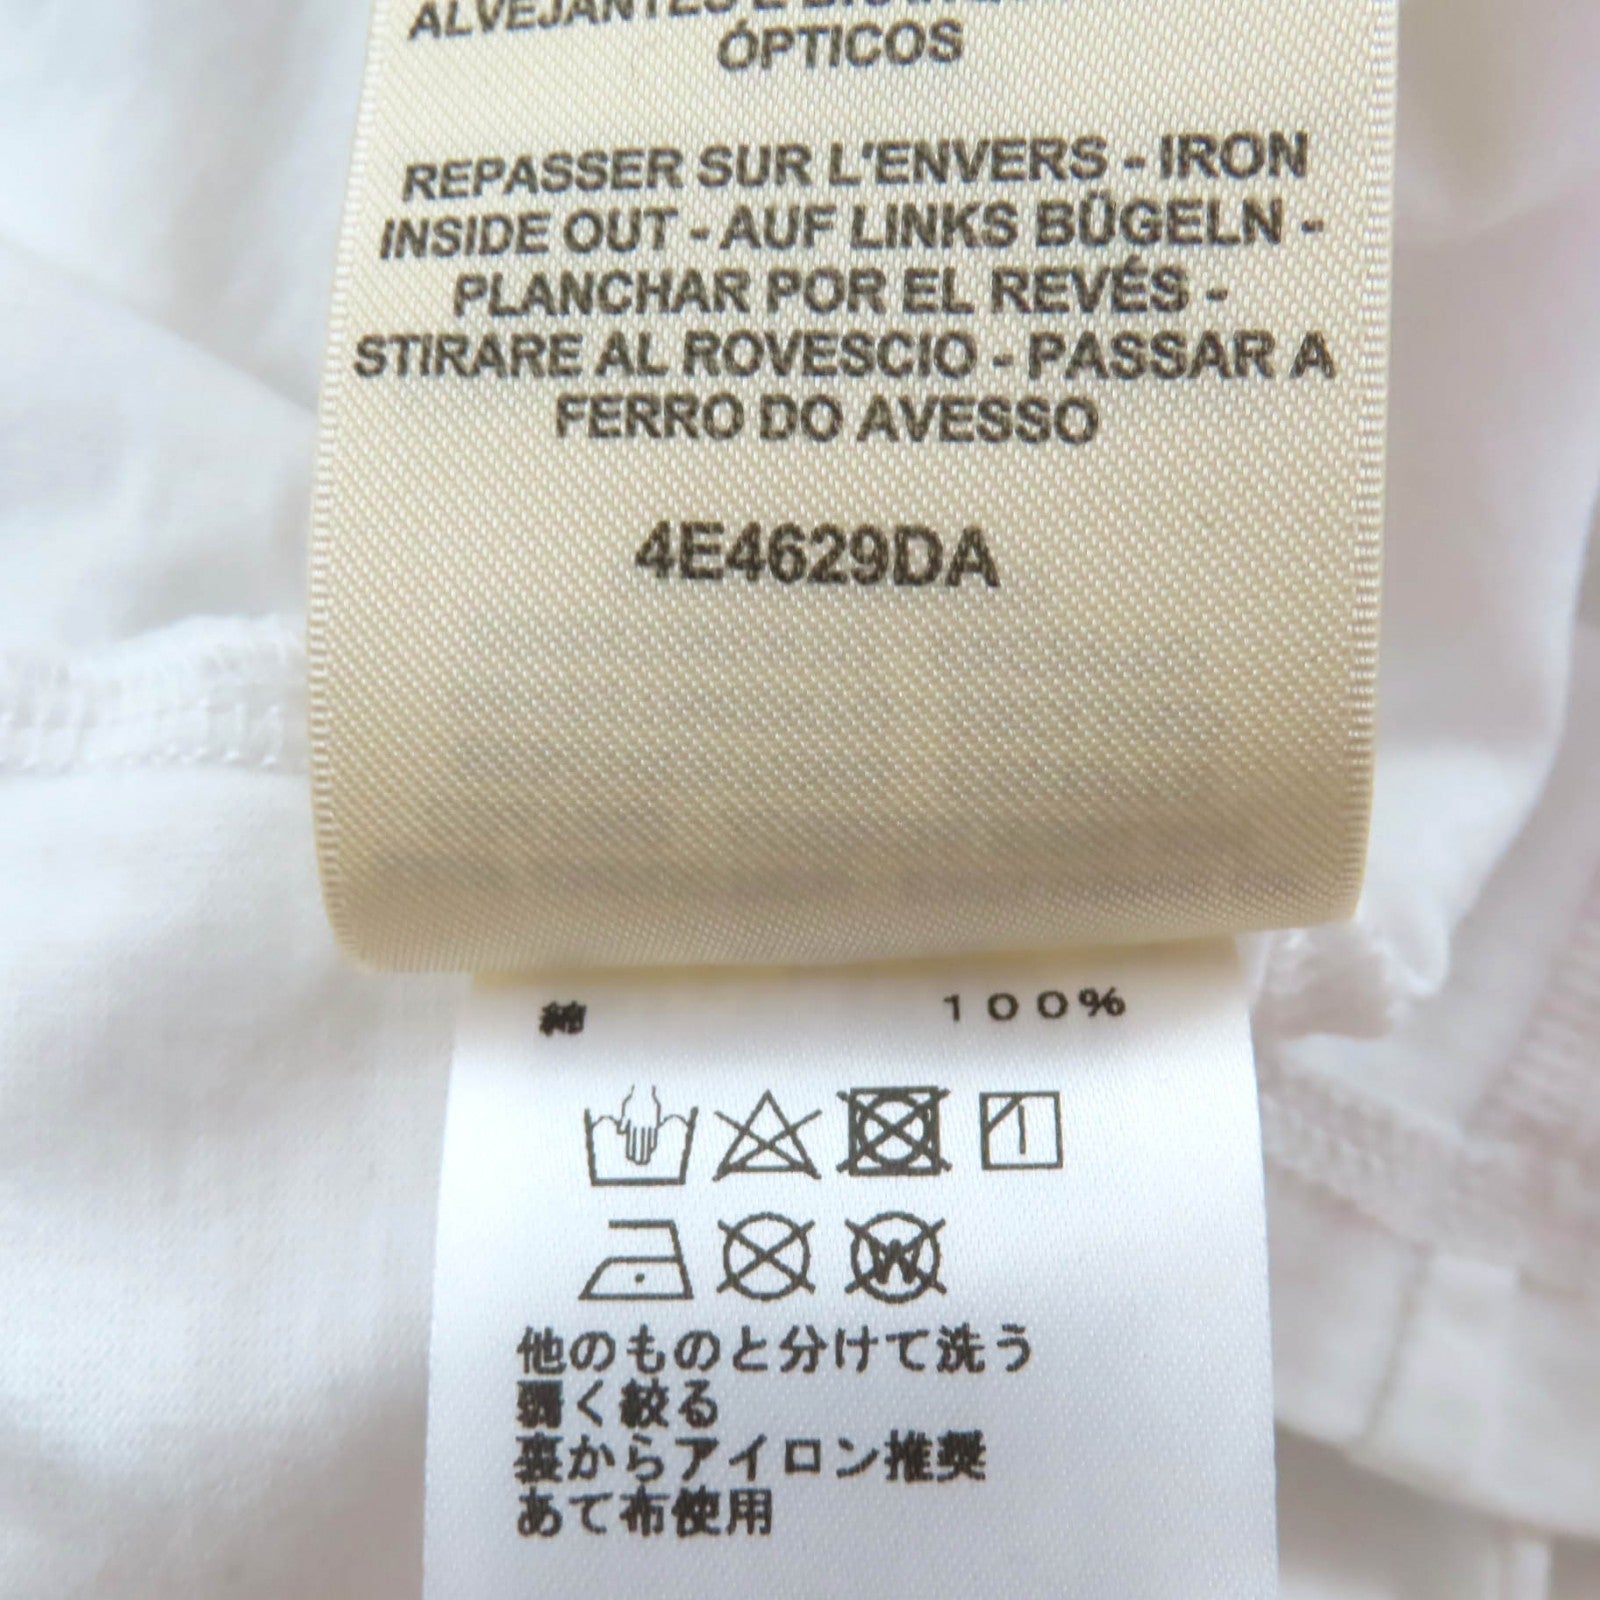 ALVEJANTES E
ÓPTICOS
REPASSER SUR L'ENVERS - IRON
INSIDE OUT - AUF LINKS BÜGELN -
PLANCHAR POR EL REVÉS -
STIRARE AL ROVESCIO - PASSAR A
FERRO DO AVESSO
4E4629DA
綿 100%
W
他のものと分けて洗う
弱く絞る
裏からアイロン推奨
あて布使用